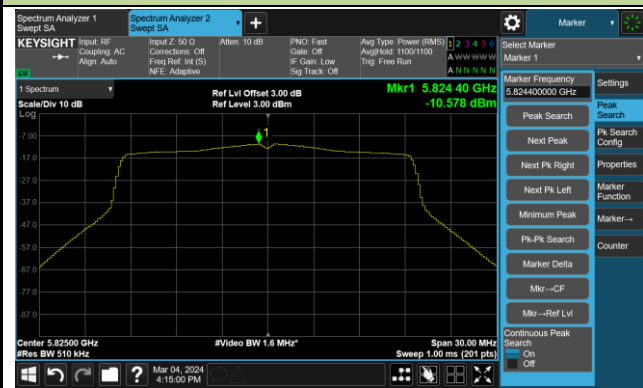 Spectrum Analyzer 1
Swept SA
Spectrum Analyzer 2
Swept SA
Marker
KEYSIGHT
Input: RF
Coupling: AC
Align: Auto
Input Z: 50 Ω
Corrections: Off
Freq Ref: Int (S)
NFE: Adaptive
Atten: 10 dB
PNO: Fast
Gate: Off
IF Gain: Low
Sig Track: Off
Avg Type: Power (RMS)
Avg|Hold: 1100/1100
Trig: Free Run
1 2 3 4 5 6
A W W W W W
A N N N N N
Select Marker
Marker 1
LXI
1 Spectrum
Scale/Div 10 dB
Log
Ref Lvl Offset 3.00 dB
Ref Level 3.00 dBm
Mkr1 5.824 40 GHz
-10.578 dBm
1
-7.00
-17.0
-27.0
-37.0
-47.0
-57.0
-67.0
-77.0
-87.0
Center 5.82500 GHz
#Res BW 510 kHz
#Video BW 1.6 MHz*
Span 30.00 MHz
Sweep 1.00 ms (201 pts)
Marker Frequency
5.824400000 GHz
Peak Search
Next Peak
Next Pk Right
Next Pk Left
Minimum Peak
Pk-Pk Search
Marker Delta
Mkr→CF
Mkr→Ref Lvl
Continuous Peak
Search
On
Off
Settings
Peak
Search
Pk Search
Config
Properties
Marker
Function
Marker→
Counter
?
Mar 04, 2024
4:15:00 PM